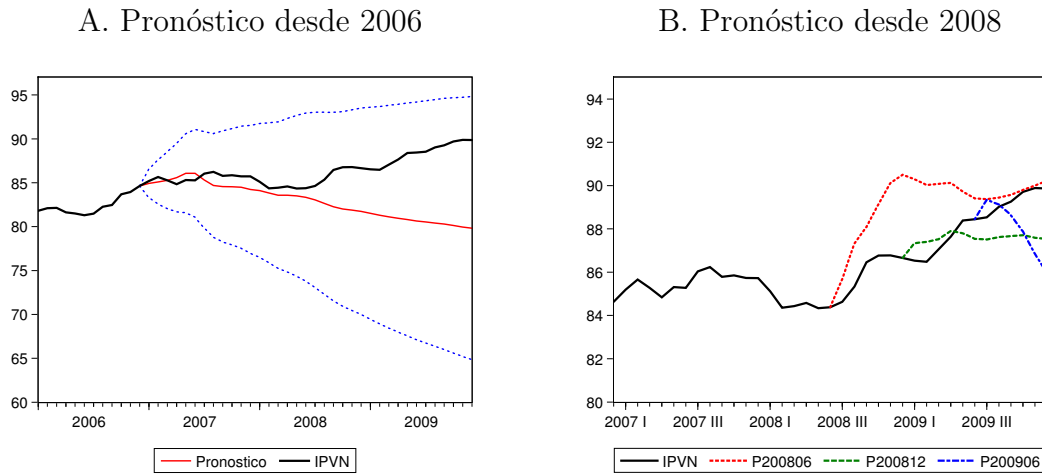 A. Pronóstico desde 2006
95
90
85
80
75
70
65
60
2006 2007 2008 2009
Pronostico IPVN
B. Pronóstico desde 2008
94
92
90
88
86
84
82
80
2007 I 2007 III 2008 I 2008 III 2009 I 2009 III
IPVN P200806 P200812 P200906